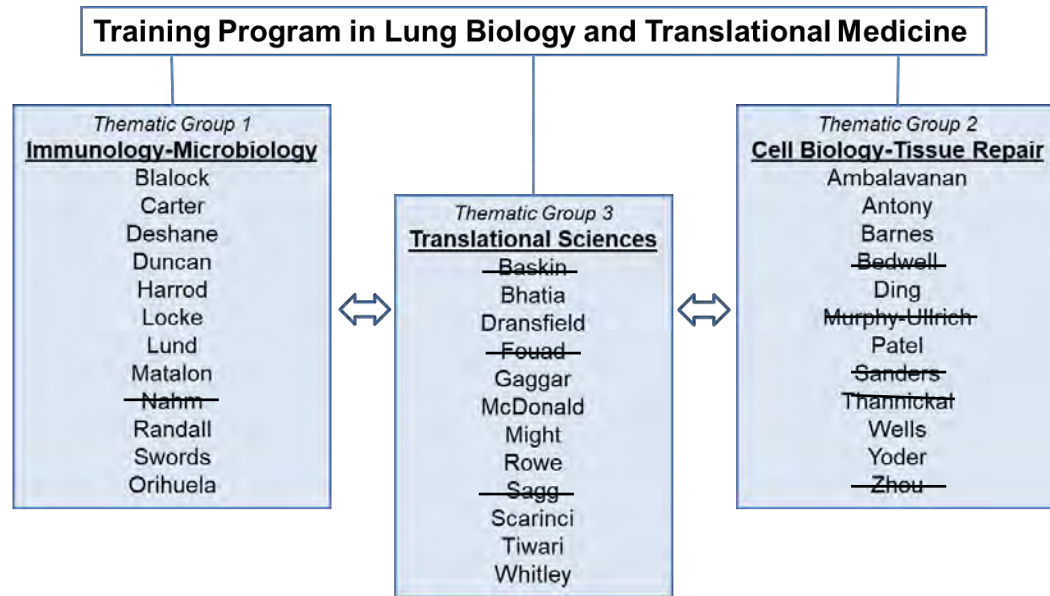 Training Program in Lung Biology and Translational Medicine
Thematic Group 1
Immunology-Microbiology
Blalock
Carter
Deshane
Duncan
Harrod
Locke
Lund
Matalon
Nahm
Randall
Swords
Orihuela
Thematic Group 3
Translational Sciences
Baskin
Bhatia
Dransfield
Fouad
Gaggar
McDonald
Might
Rowe
Sagg
Scarinci
Tiwari
Whitley
Thematic Group 2
Cell Biology-Tissue Repair
Ambalavanan
Antony
Barnes
Bedwell
Ding
Murphy-Ullrich
Patel
Sanders
Thannickal
Wells
Yoder
Zhou